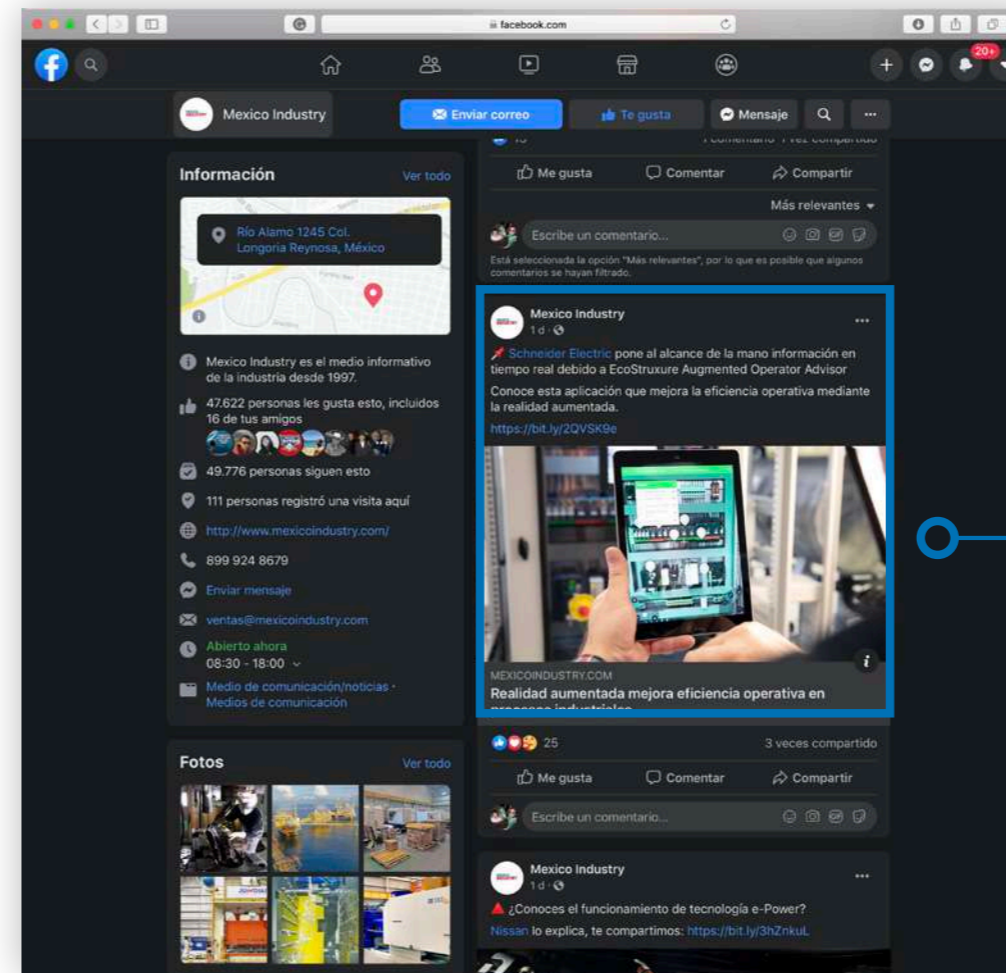 facebook.com
20+
Mexico Industry
Enviar correo
Te gusta
Mensaje
Información
Ver todo
Río Alamo 1245 Col.
Longoria Reynosa, México
Mexico Industry es el medio informativo
de la industria desde 1997.
47.622 personas les gusta esto, incluidos
16 de tus amigos
49.776 personas siguen esto
111 personas registró una visita aquí
http://www.mexicoindustry.com/
899 924 8679
Enviar mensaje
ventas@mexicoindustry.com
Abierto ahora
08:30 - 18:00
Medio de comunicación/noticias ·
Medios de comunicación
Fotos
Ver todo
1 comentario 1 vez compartido
Me gusta
Comentar
Compartir
Más relevantes
Escribe un comentario...
Está seleccionada la opción "Más relevantes", por lo que es posible que algunos
comentarios se hayan filtrado.
Mexico Industry
1 d ·
Schneider Electric pone al alcance de la mano información en
tiempo real debido a EcoStruxure Augmented Operator Advisor
Conoce esta aplicación que mejora la eficiencia operativa mediante
la realidad aumentada.
https://bit.ly/2QVSK9e
MEXICOINDUSTRY.COM
Realidad aumentada mejora eficiencia operativa en
procesos industriales
25
3 veces compartido
Me gusta
Comentar
Compartir
Escribe un comentario...
Mexico Industry
1 d ·
¿Conoces el funcionamiento de tecnología e-Power?
Nissan lo explica, te compartimos: https://bit.ly/3hZnkuL